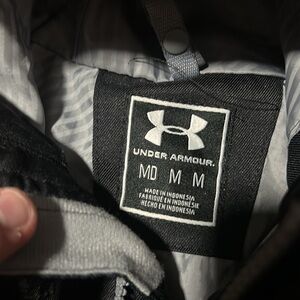 UNDER ARMOUR.
MD M M
MADE IN INDONESIA
FABRIQUÉ EN INDONÉSIE
HECHO EN INDONESIA